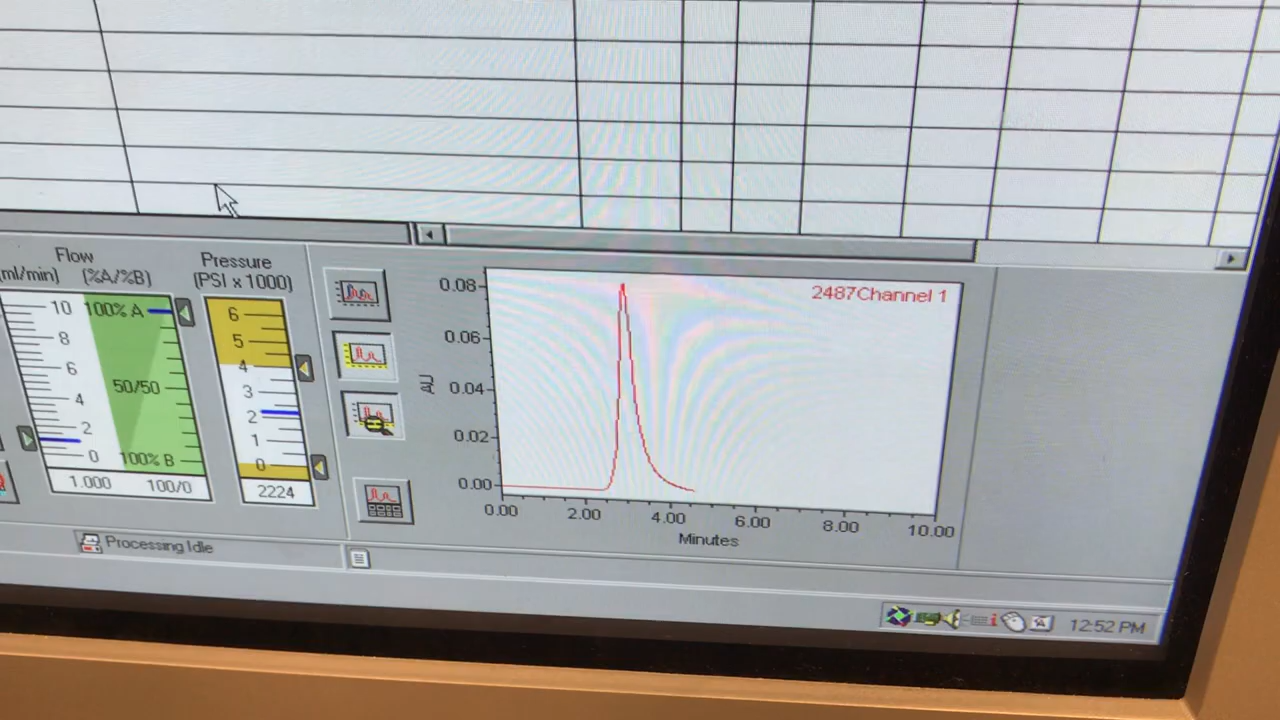 Flow
(ml/min) (%A/%B)
10 100% A
8
6
50/50
4
2
0 100% B
1.000 100/0
Pressure
(PSI x 1000)
6
5
4
3
2
1
0
2224
2487Channel 1
AU
0.08
0.06
0.04
0.02
0.00
0.00 2.00 4.00 6.00 8.00 10.00
Minutes
Processing Idle
12:52 PM